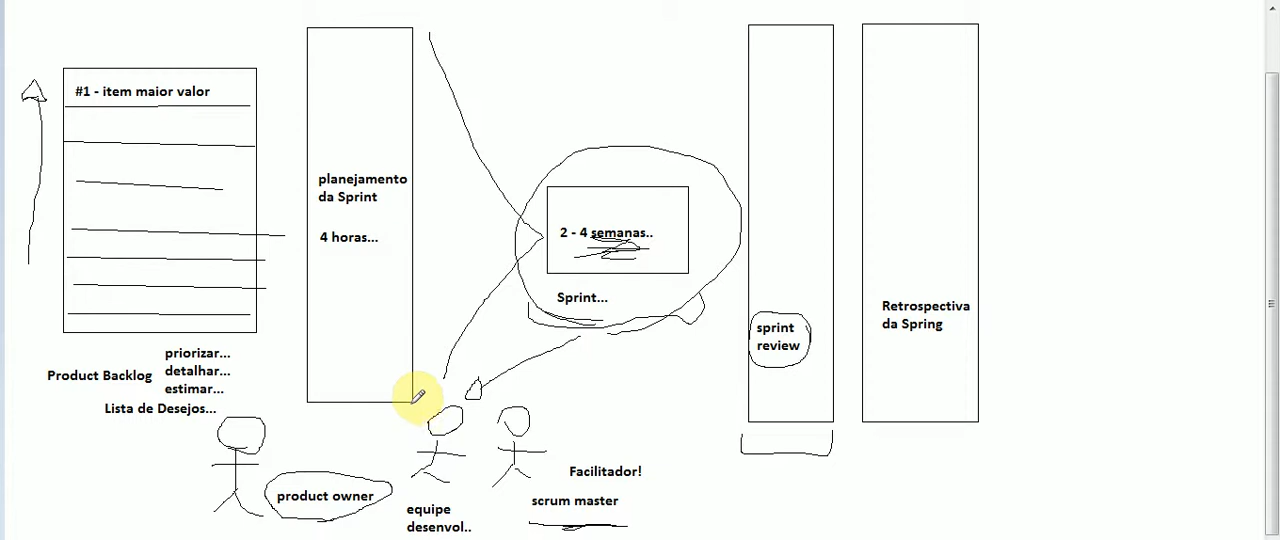 #1 - item maior valor
priorizar...
detalhar...
estimar...
Product Backlog
Lista de Desejos...
product owner
planejamento
da Sprint
4 horas...
equipe
desenvol..
2 - 4 semanas..
Sprint...
Facilitador!
scrum master
sprint
review
Retrospectiva
da Spring